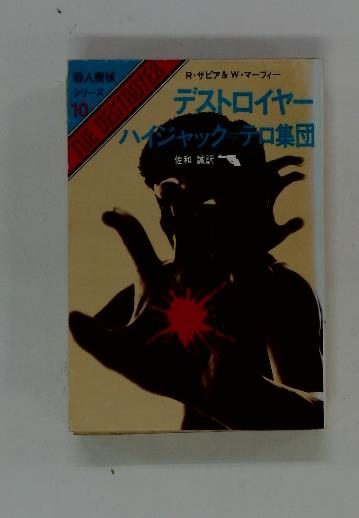 殺人機械
シリーズ
10
THE DESTROYER
R・サピア&W・マーフィー
デストロイヤー
ハイジャック=テロ集団
佐和 誠訳